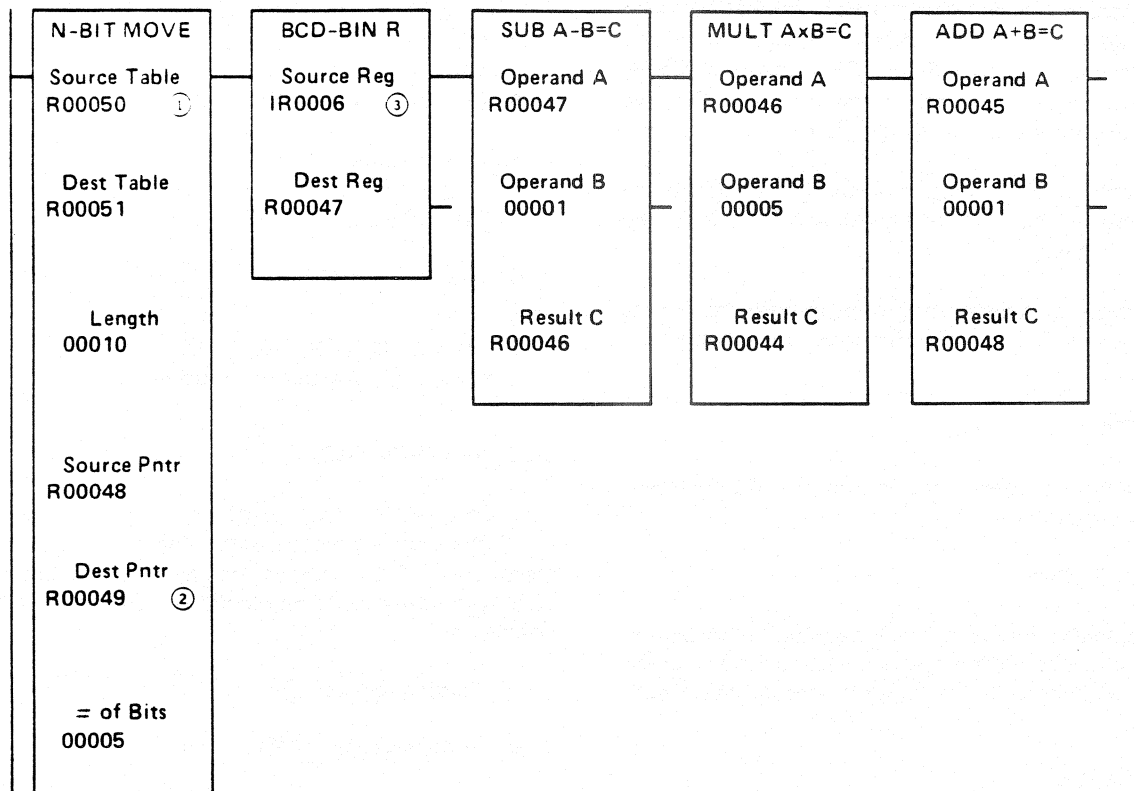 N-BIT MOVE
Source Table
R00050 ①
Dest Table
R00051
Length
00010
Source Pntr
R00048
Dest Pntr
R00049 ②
= of Bits
00005
BCD-BIN R
Source Reg
IR0006 ③
Dest Reg
R00047
SUB A-B=C
Operand A
R00047
Operand B
00001
Result C
R00046
MULT AxB=C
Operand A
R00046
Operand B
00005
Result C
R00044
ADD A+B=C
Operand A
R00045
Operand B
00001
Result C
R00048